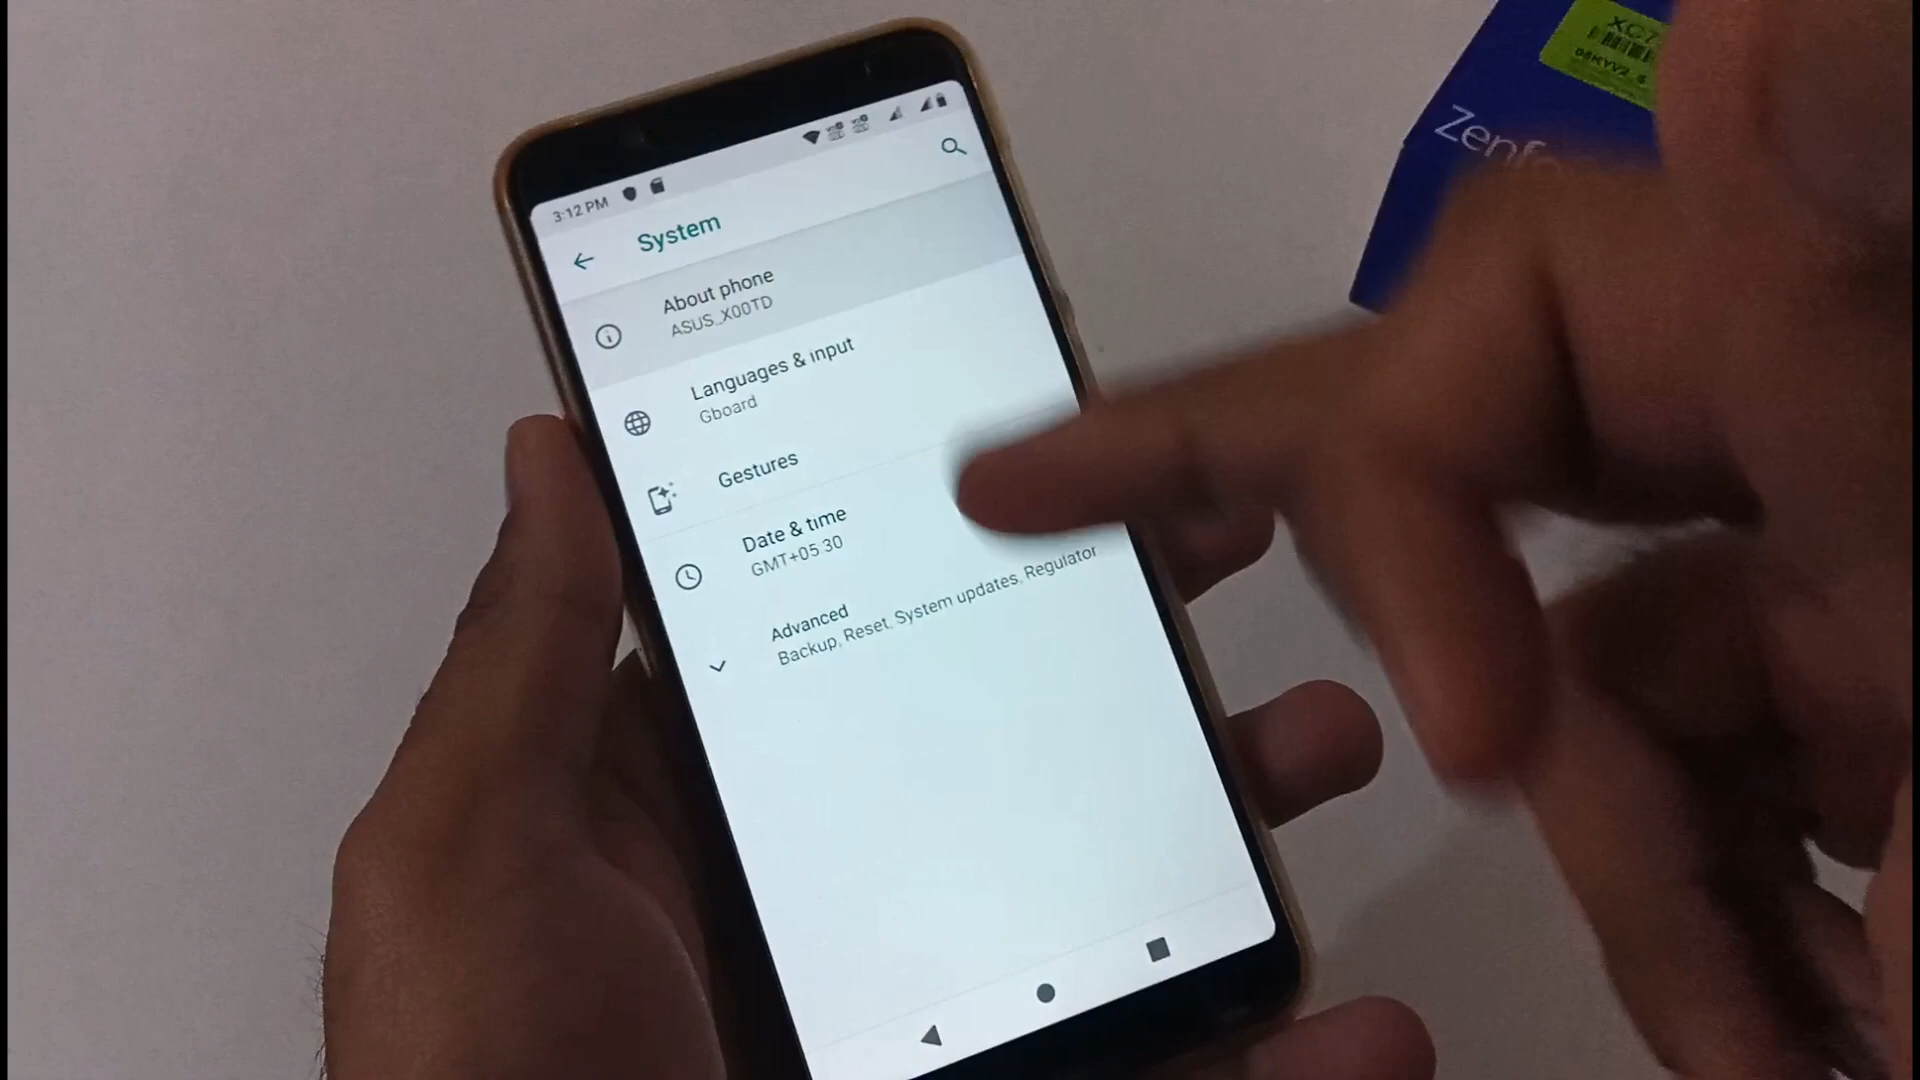 3:12 PM
System
About phone
ASUS_X00TD
Languages & input
Gboard
Gestures
Date & time
GMT+05:30
Advanced
Backup, Reset, System updates, Regulator